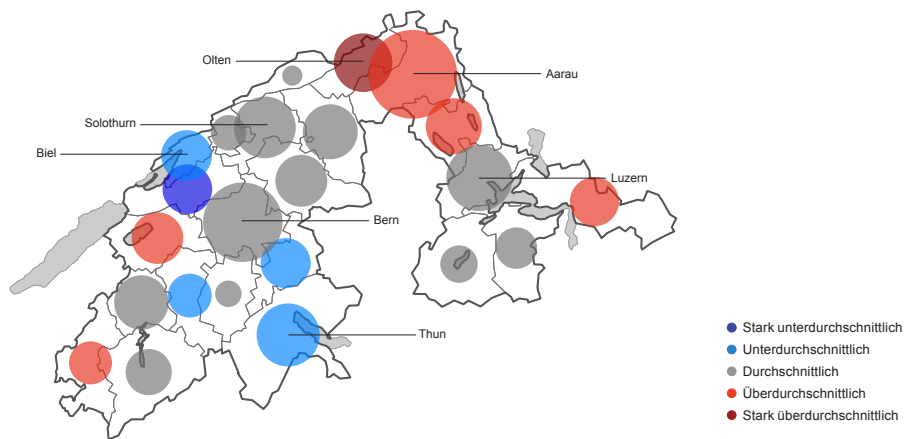 Olten
Aarau
Solothurn
Biel
Luzern
Bern
Thun
Stark unterdurchschnittlich
Unterdurchschnittlich
Durchschnittlich
Überdurchschnittlich
Stark überdurchschnittlich